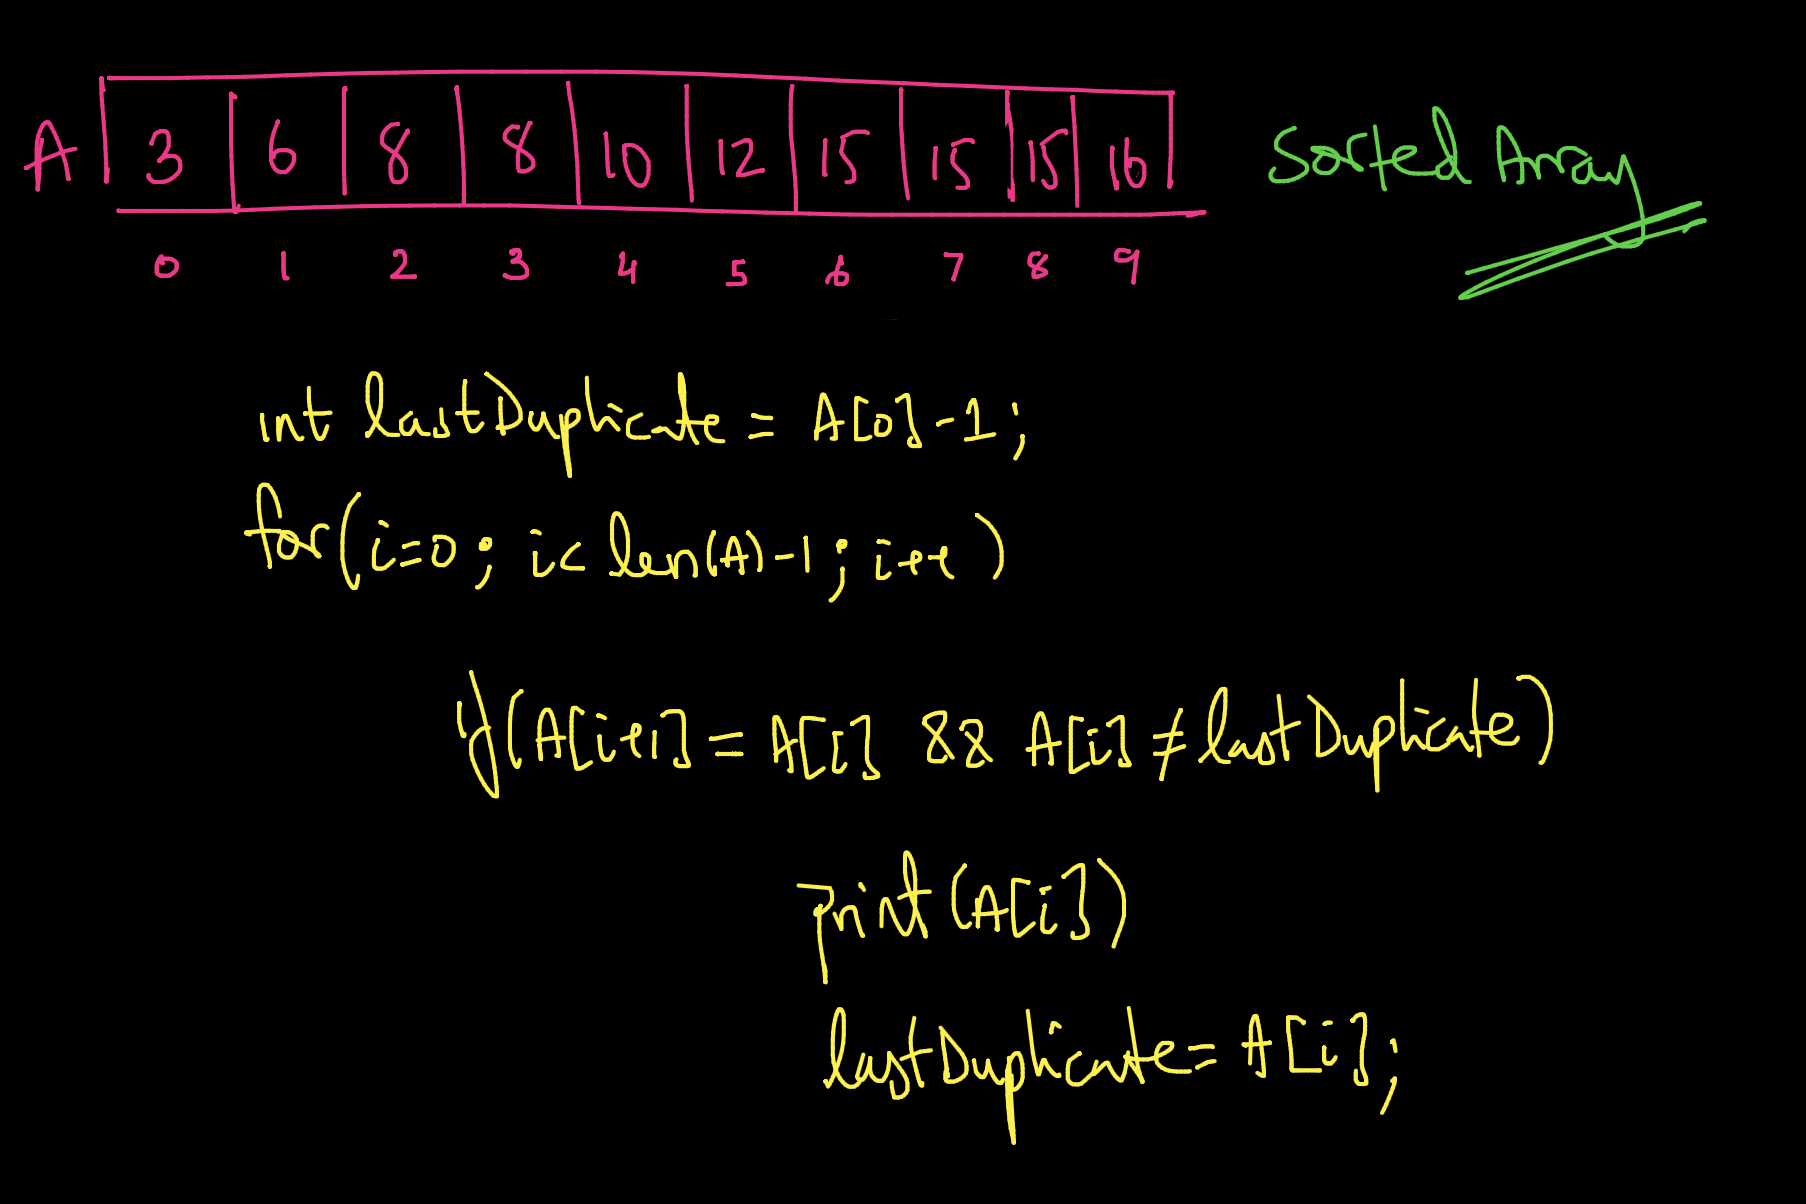 A 3 6 8 8 10 12 15 15 15 16 Sorted Array
0 1 2 3 4 5 6 7 8 9
int lastDuplicate = A[0]-1;
for(i=0; i< len(A)-1; i++)
if(A[i+1] = A[i] && A[i] ≠ lastDuplicate)
print(A[i])
lastDuplicate = A[i];